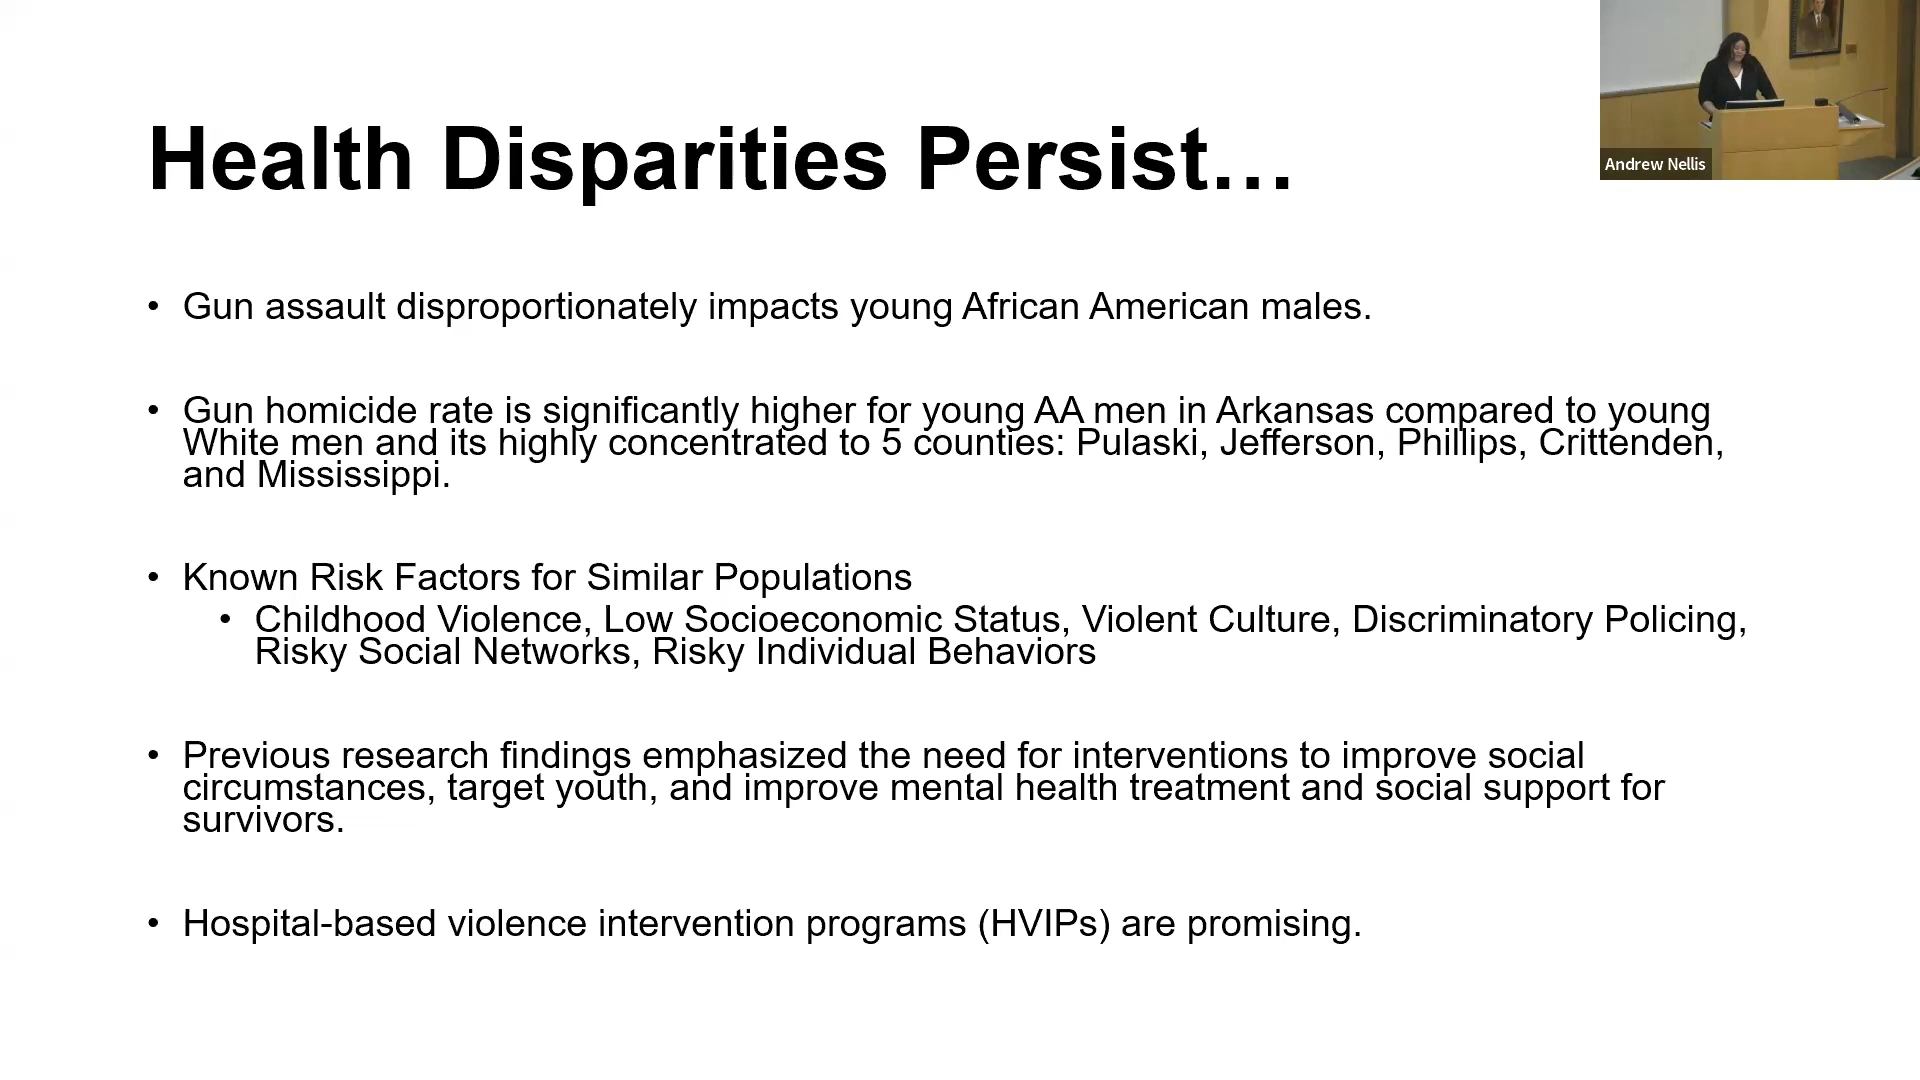 Health Disparities Persist…
Andrew Nellis
• Gun assault disproportionately impacts young African American males.
• Gun homicide rate is significantly higher for young AA men in Arkansas compared to young
White men and its highly concentrated to 5 counties: Pulaski, Jefferson, Phillips, Crittenden,
and Mississippi.
• Known Risk Factors for Similar Populations
• Childhood Violence, Low Socioeconomic Status, Violent Culture, Discriminatory Policing,
Risky Social Networks, Risky Individual Behaviors
• Previous research findings emphasized the need for interventions to improve social
circumstances, target youth, and improve mental health treatment and social support for
survivors.
• Hospital-based violence intervention programs (HVIPs) are promising.